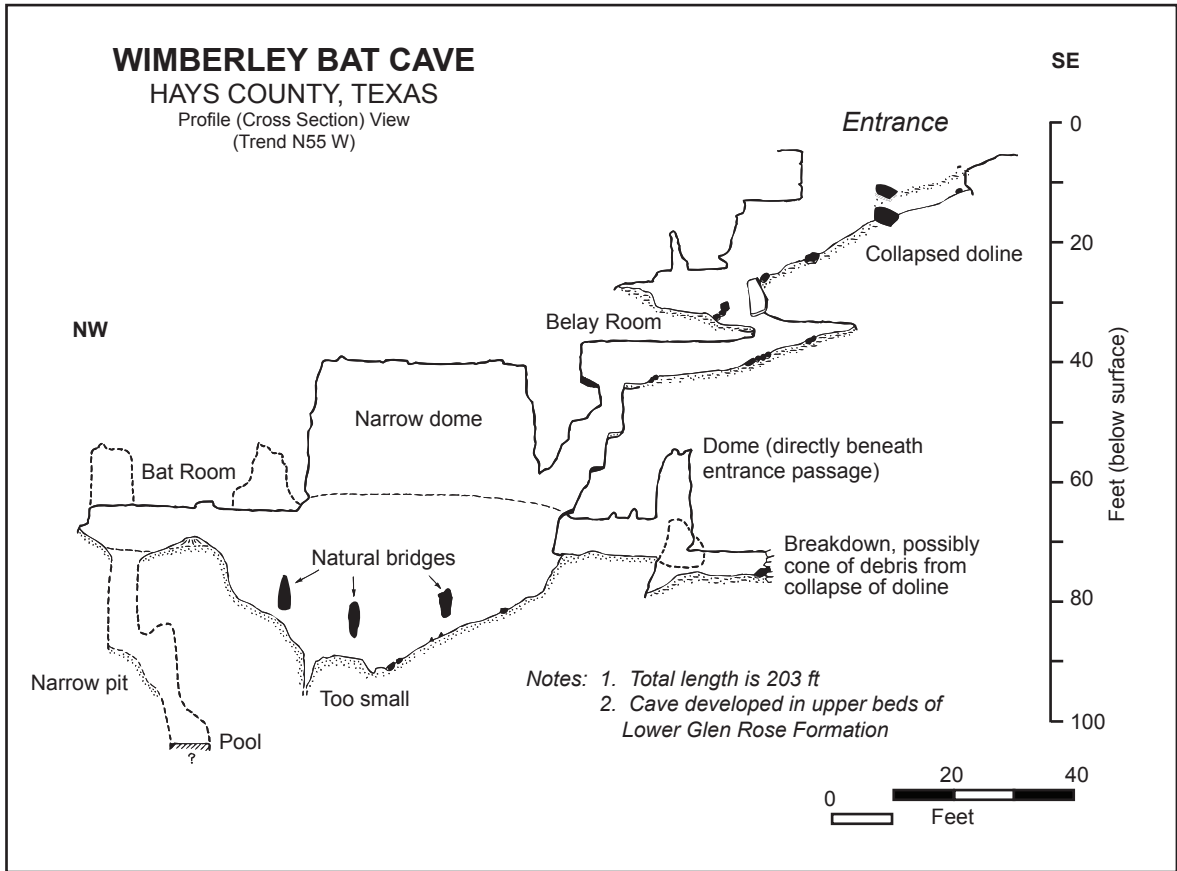 WIMBERLEY BAT CAVE
HAYS COUNTY, TEXAS
Profile (Cross Section) View
(Trend N55 W)
SE
Entrance
0
20
40
60
80
100
Feet (below surface)
Collapsed doline
Belay Room
NW
Narrow dome
Bat Room
Dome (directly beneath
entrance passage)
Natural bridges
Breakdown, possibly
cone of debris from
collapse of doline
Narrow pit
Too small
Pool
?
Notes: 1. Total length is 203 ft
2. Cave developed in upper beds of
Lower Glen Rose Formation
0
20
40
Feet